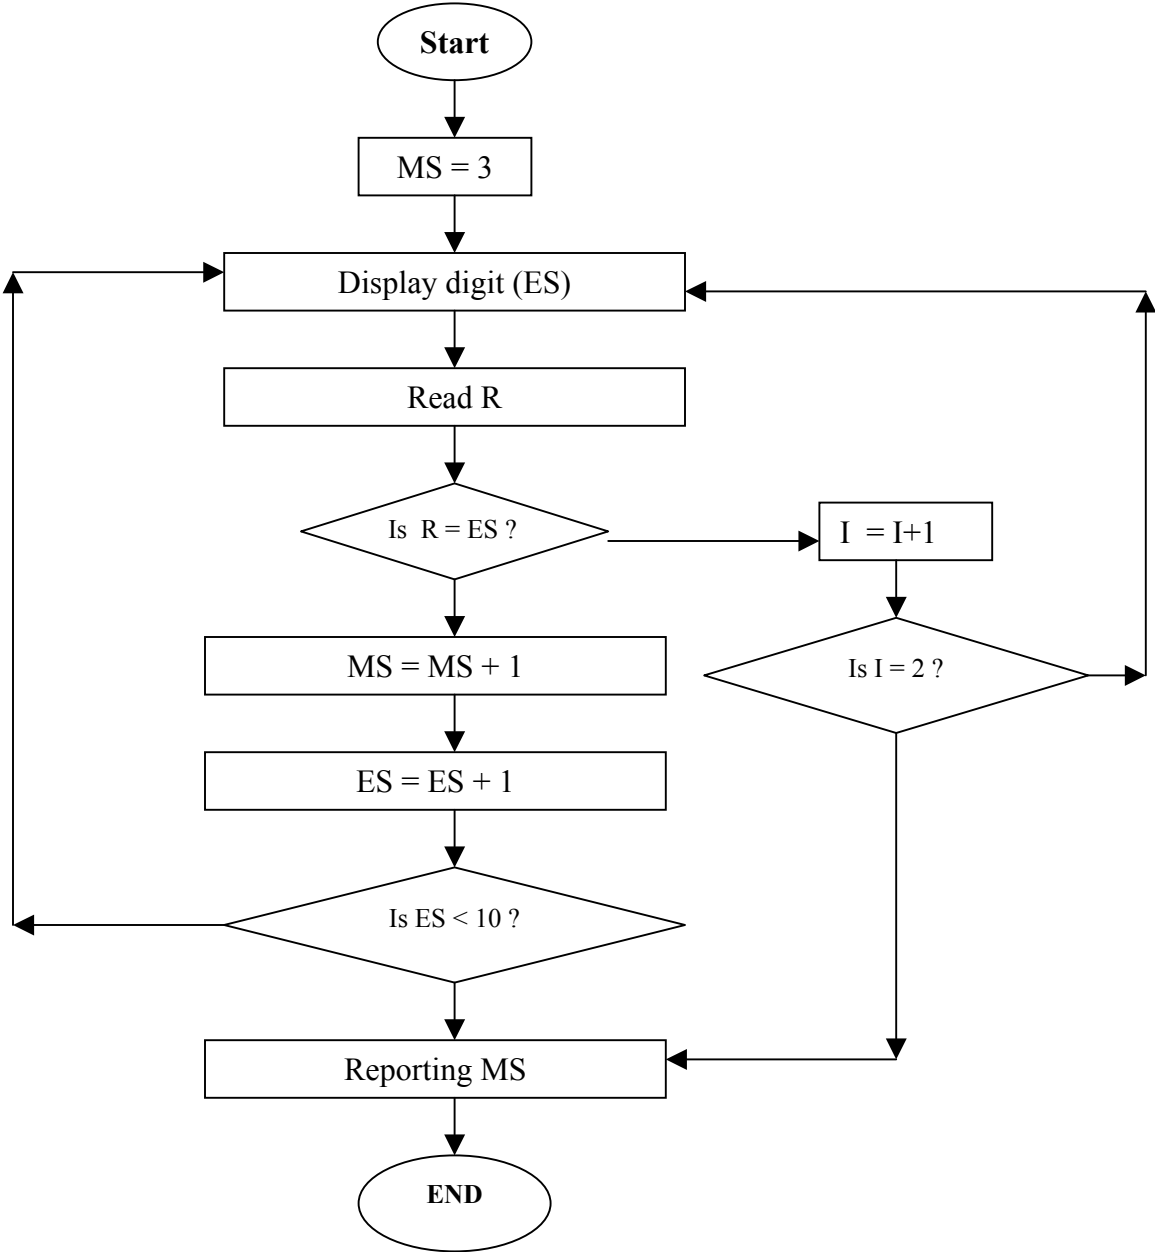 Start
MS = 3
Display digit (ES)
Read R
Is  R = ES ?
I  = I+1
MS = MS + 1
Is I = 2 ?
ES = ES + 1
Is ES < 10 ?
Reporting MS
END